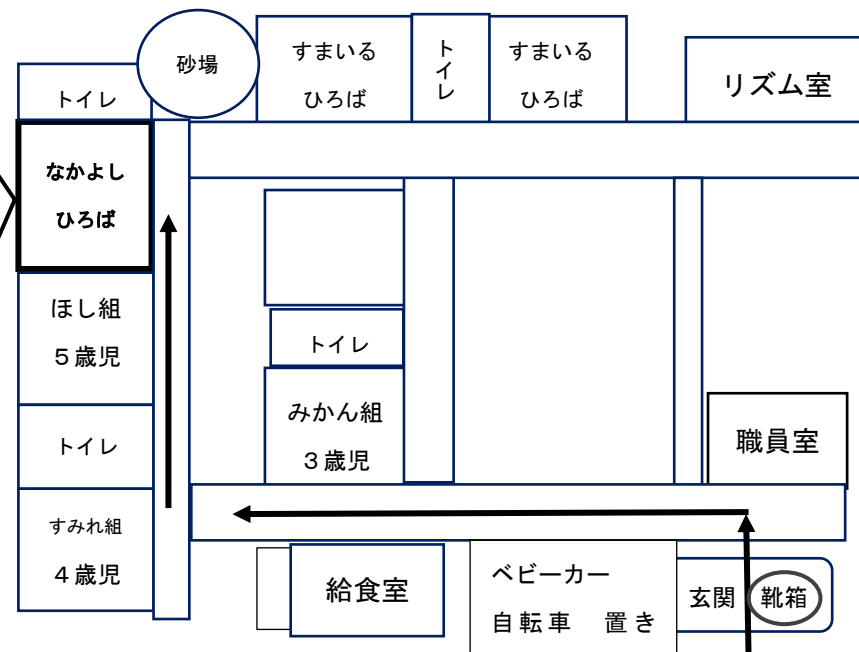 砂場
すまいる
ひろば
トイレ
すまいる
ひろば
リズム室
トイレ
なかよし
ひろば
ほし組
５歳児
トイレ
みかん組
３歳児
職員室
トイレ
すみれ組
４歳児
給食室
ベビーカー
自転車　置き
玄関
靴箱